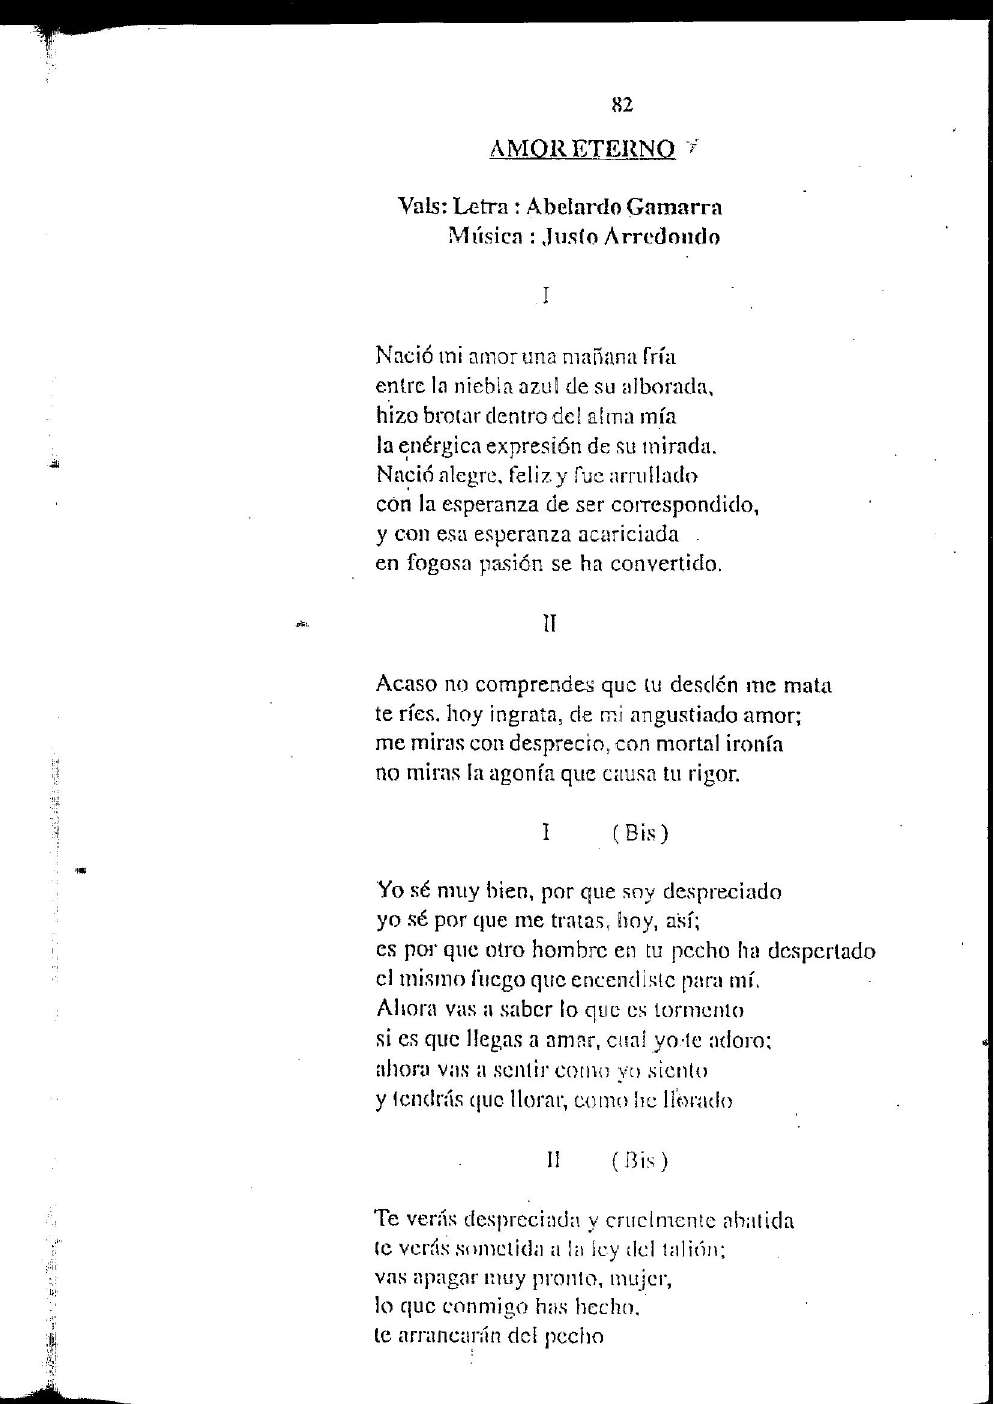 82
AMOR ETERNO
Vals: Letra : Abelardo Gamarra
Música : Justo Arredondo
I
Nació mi amor una mañana fría
entre la niebla azul de su alborada,
hizo brotar dentro del alma mía
la enérgica expresión de su mirada.
Nació alegre, feliz y fue arrullado
con la esperanza de ser correspondido,
y con esa esperanza acariciada
en fogosa pasión se ha convertido.
II
Acaso no comprendes que tu desdén me mata
te ríes. hoy ingrata, de mi angustiado amor;
me miras con desprecio, con mortal ironía
no miras la agonía que causa tu rigor.
I (Bis)
Yo sé muy bien, por que soy despreciado
yo sé por que me tratas, hoy, así;
es por que otro hombre en tu pecho ha despertado
el mismo fuego que encendiste para mí.
Ahora vas a saber lo que es tormento
si es que llegas a amar, cual yo te adoro;
ahora vas a sentir como yo siento
y tendrás que llorar, como he llorado
II (Bis)
Te verás despreciada y cruelmente abatida
te verás sometida a la ley del talión;
vas apagar muy pronto, mujer,
lo que conmigo has hecho.
te arrancarán del pecho